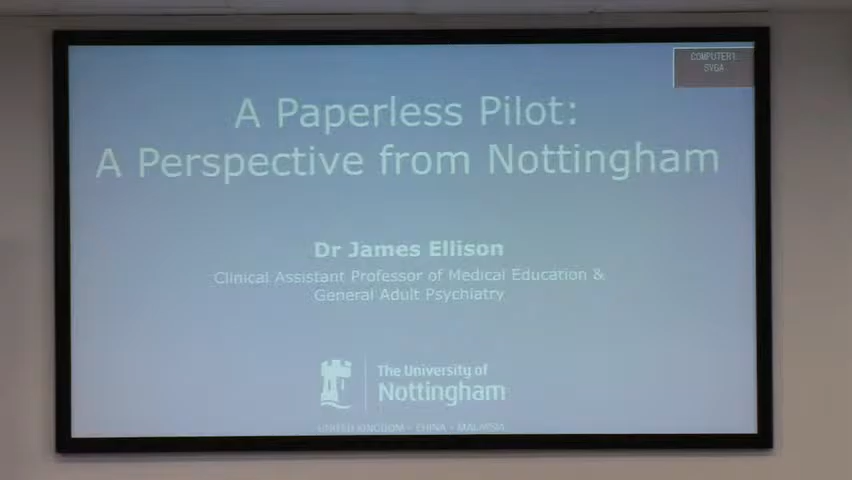 COMPUTER1
SVGA
A Paperless Pilot:
A Perspective from Nottingham
Dr James Ellison
Clinical Assistant Professor of Medical Education &
General Adult Psychiatry
The University of
Nottingham
UNITED KINGDOM • CHINA • MALAYSIA